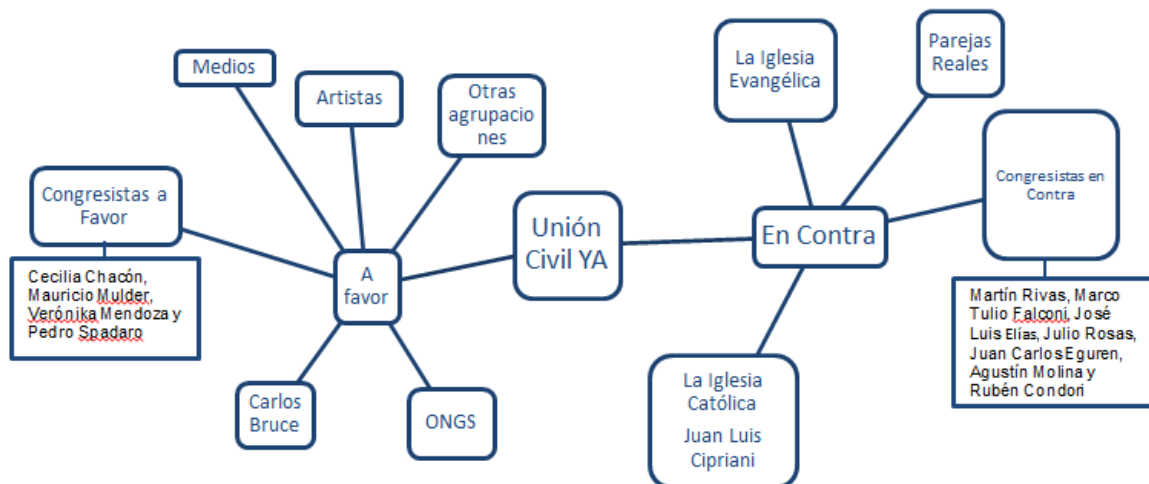 Medios
Artistas
Otras
agrupacio
nes
Congresistas a
Favor
Cecilia Chacón,
Mauricio Mulder,
Verónika Mendoza y
Pedro Spadaro
A
favor
Carlos
Bruce
ONGS
Unión
Civil YA
En Contra
La Iglesia
Evangélica
Parejas
Reales
Congresistas en
Contra
Martín Rivas, Marco
Tulio Falconi, José
Luis Elías, Julio Rosas,
Juan Carlos Eguren,
Agustín Molina y
Rubén Condori
La Iglesia
Católica
Juan Luis
Cipriani